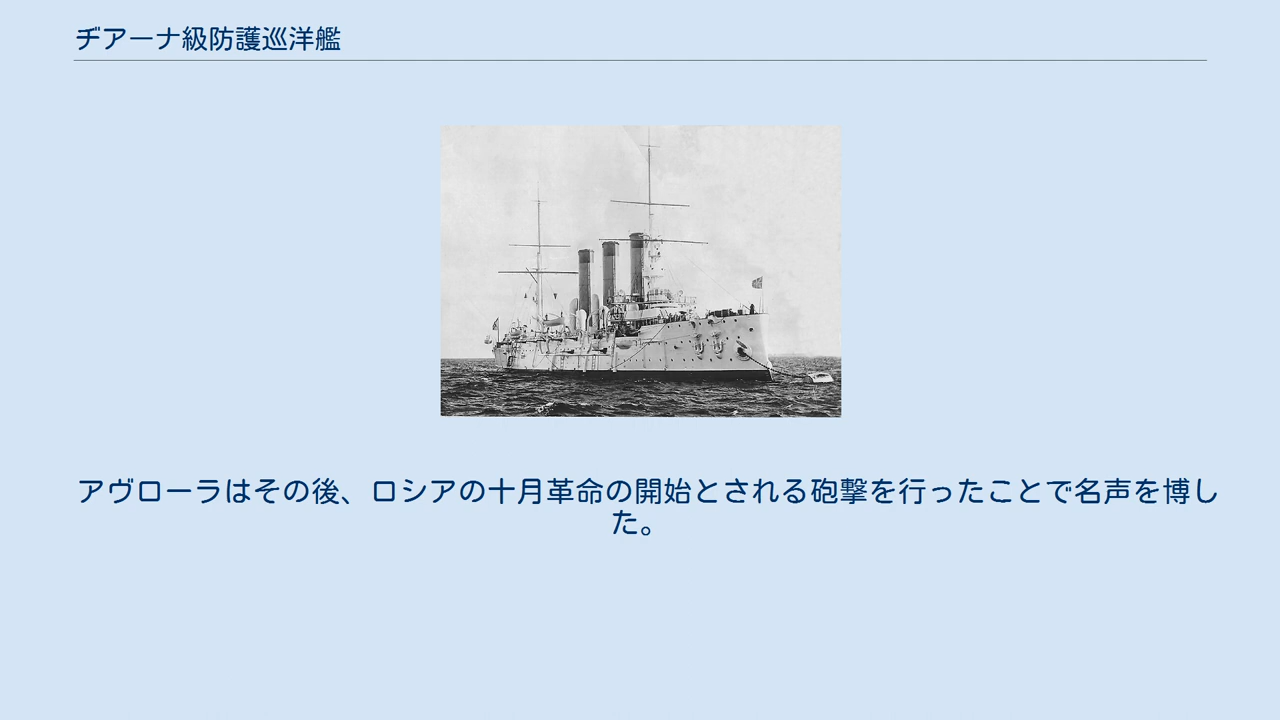 ヂアーナ級防護巡洋艦
アヴローラはその後、ロシアの十月革命の開始とされる砲撃を行ったことで名声を博し
た。